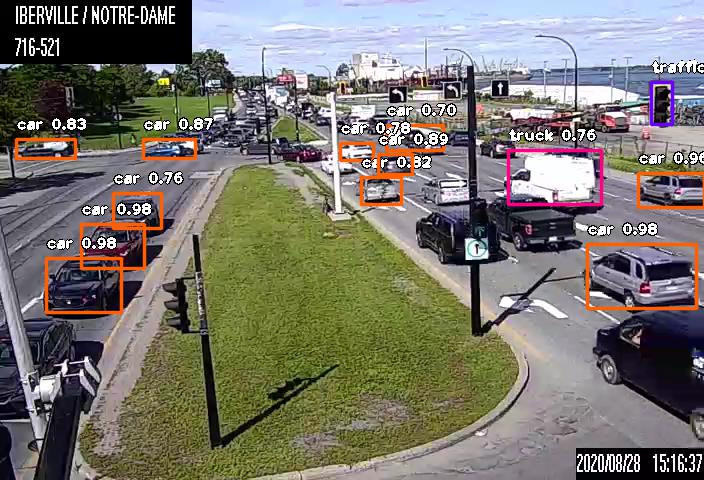 IBERVILLE / NOTRE-DAME
716-521
traffic
car 0.70
car 0.83
car 0.87
car 0.78
car 0.89
truck 0.76
car 0.82
car 0.96
car 0.76
car 0.98
car 0.98
car 0.98
2020/08/28 15:16:37